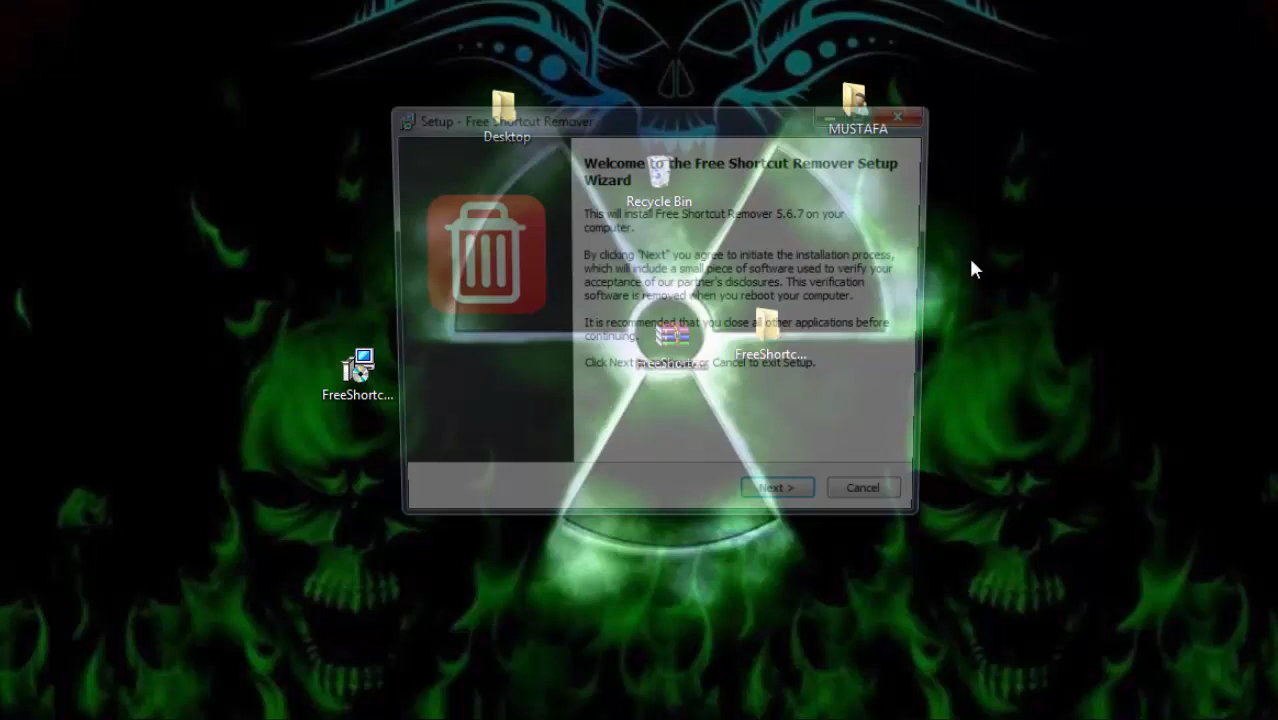 Desktop
MUSTAFA
Setup - Free Shortcut Remover
Welcome to the Free Shortcut Remover Setup
Wizard
Recycle Bin
This will install Free Shortcut Remover 5.6.7 on your
computer.
By clicking "Next" you agree to initiate the installation process,
which will include a small piece of software used to verify your
acceptance of our partner's disclosures. This verification
software is removed when you reboot your computer.
It is recommended that you close all other applications before
continuing.
FreeShortc...
FreeShortc...
Click Next or Cancel to exit Setup.
FreeShortc...
Next >
Cancel